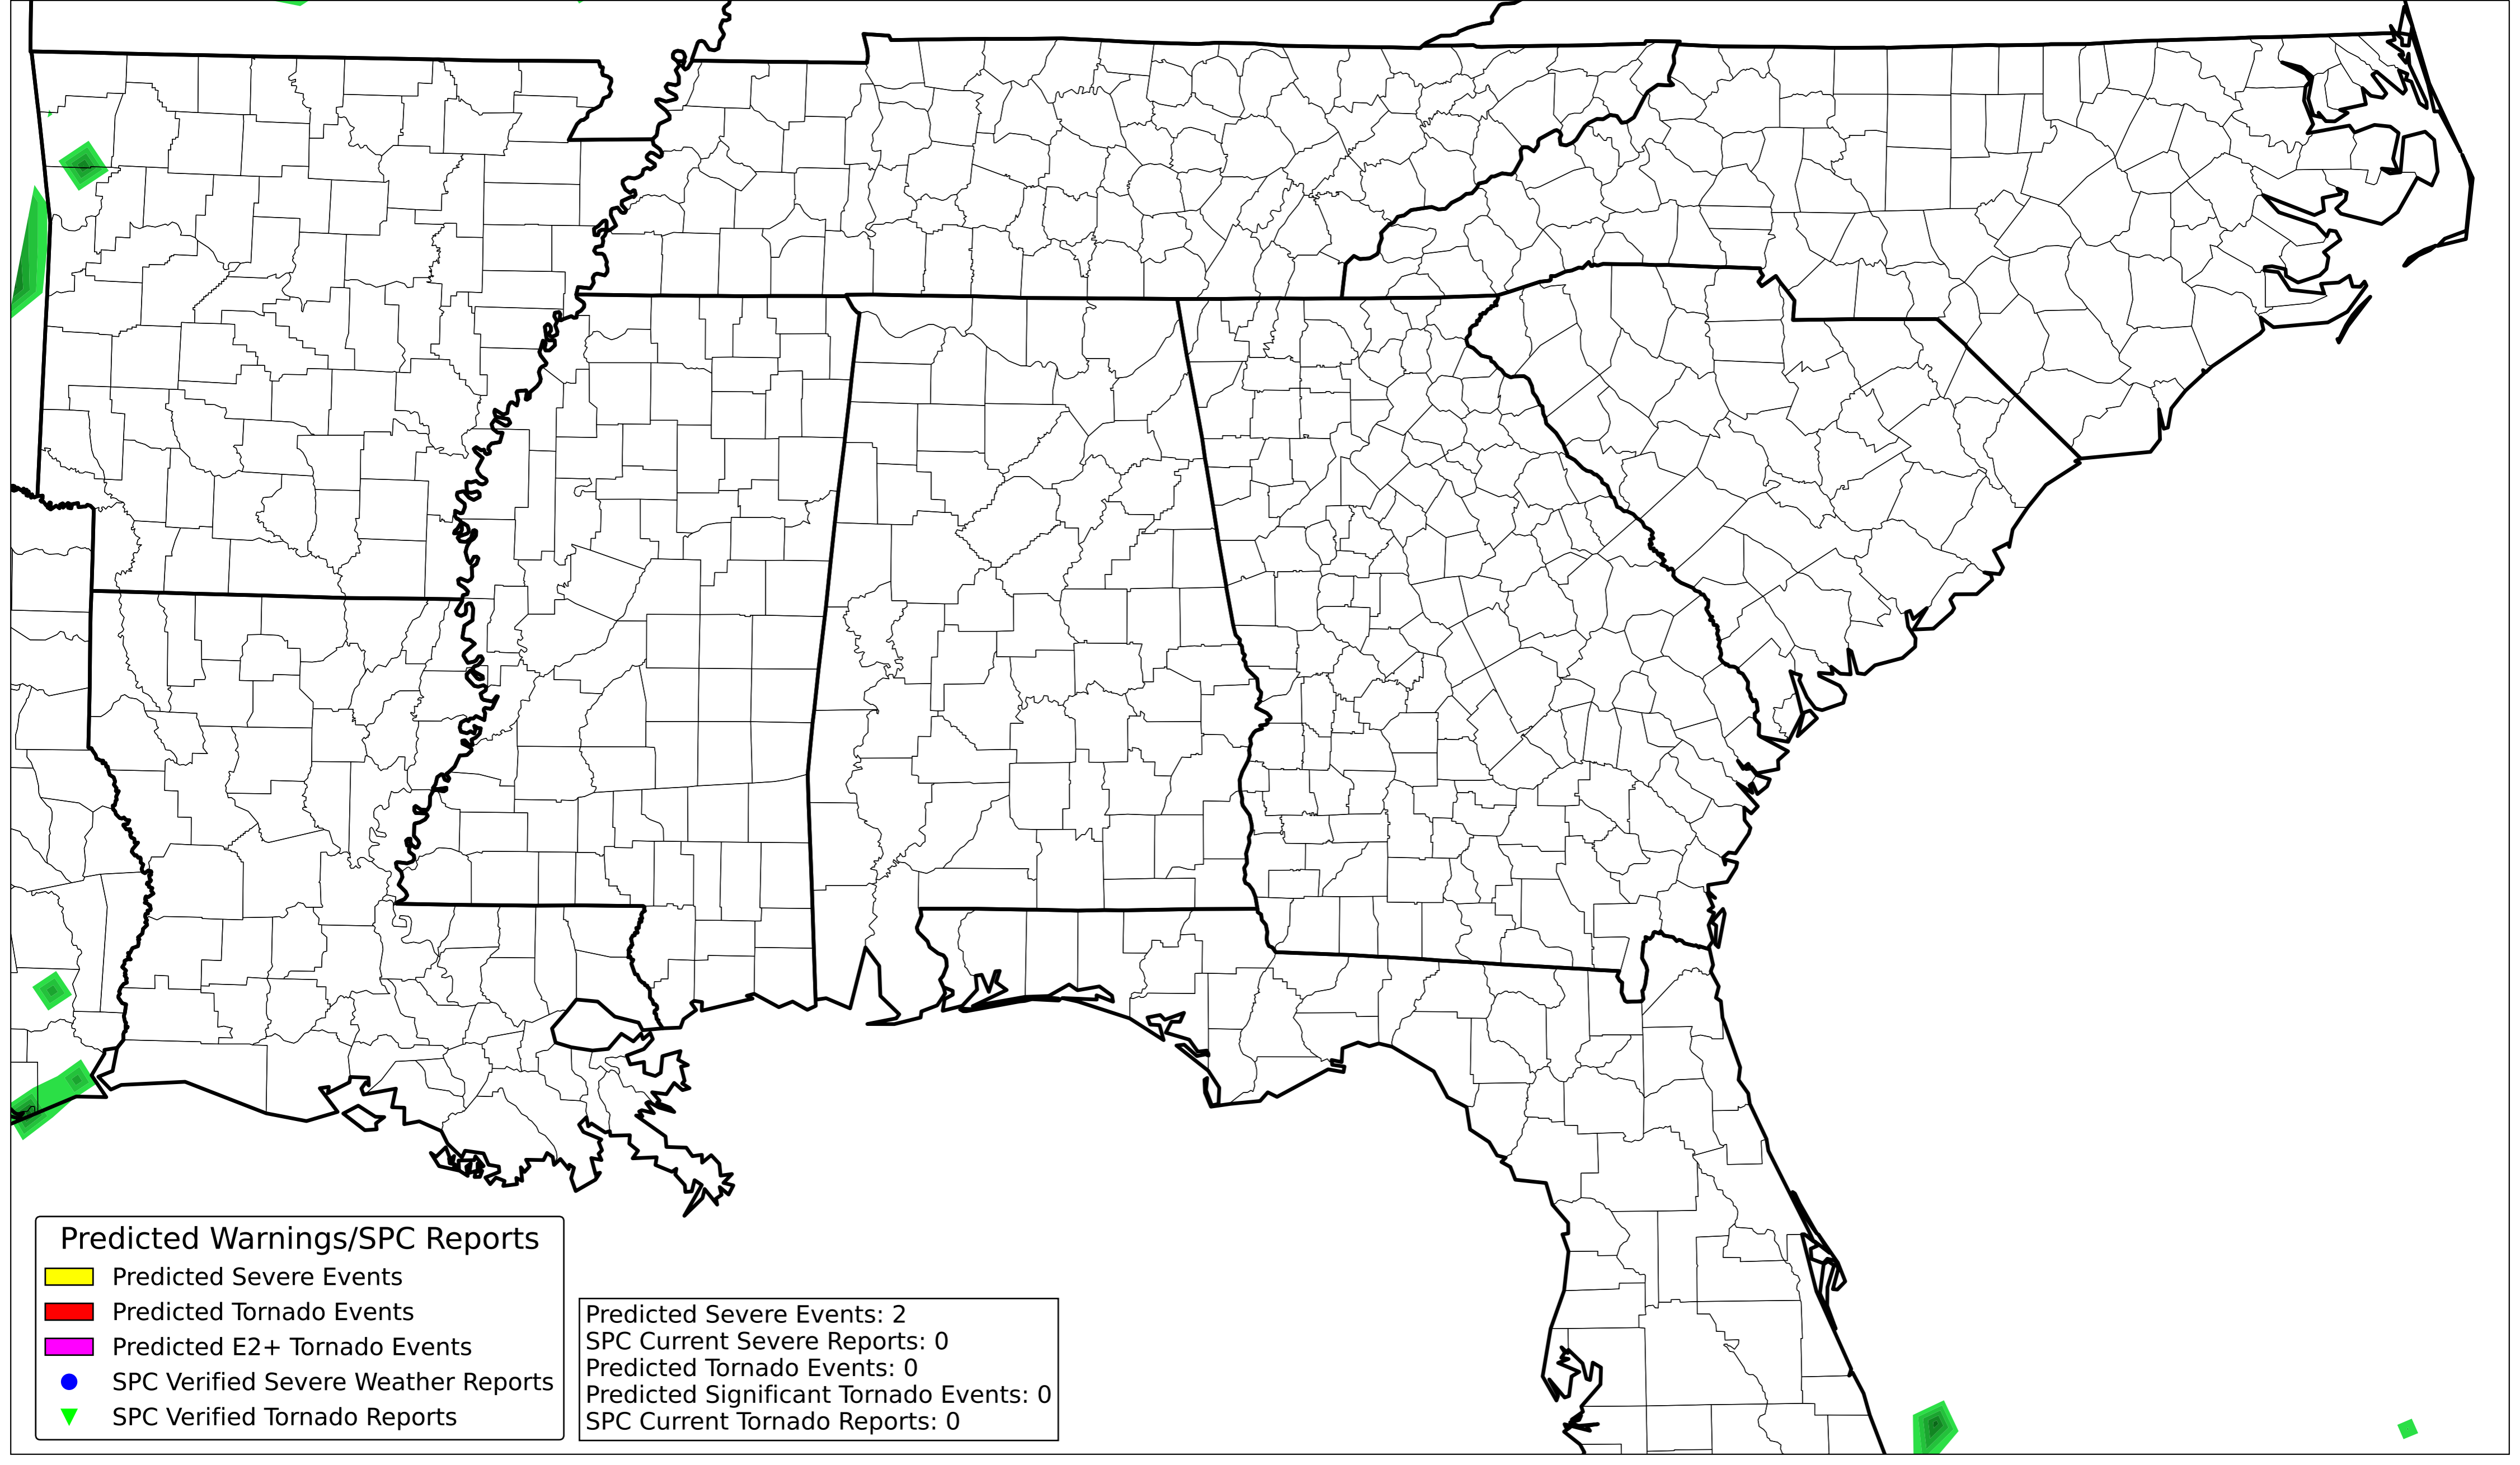 Predicted Warnings/SPC Reports
Predicted Severe Events
Predicted Tornado Events
Predicted E2+ Tornado Events
SPC Verified Severe Weather Reports
SPC Verified Tornado Reports
Predicted Severe Events: 2
SPC Current Severe Reports: 0
Predicted Tornado Events: 0
Predicted Significant Tornado Events: 0
SPC Current Tornado Reports: 0